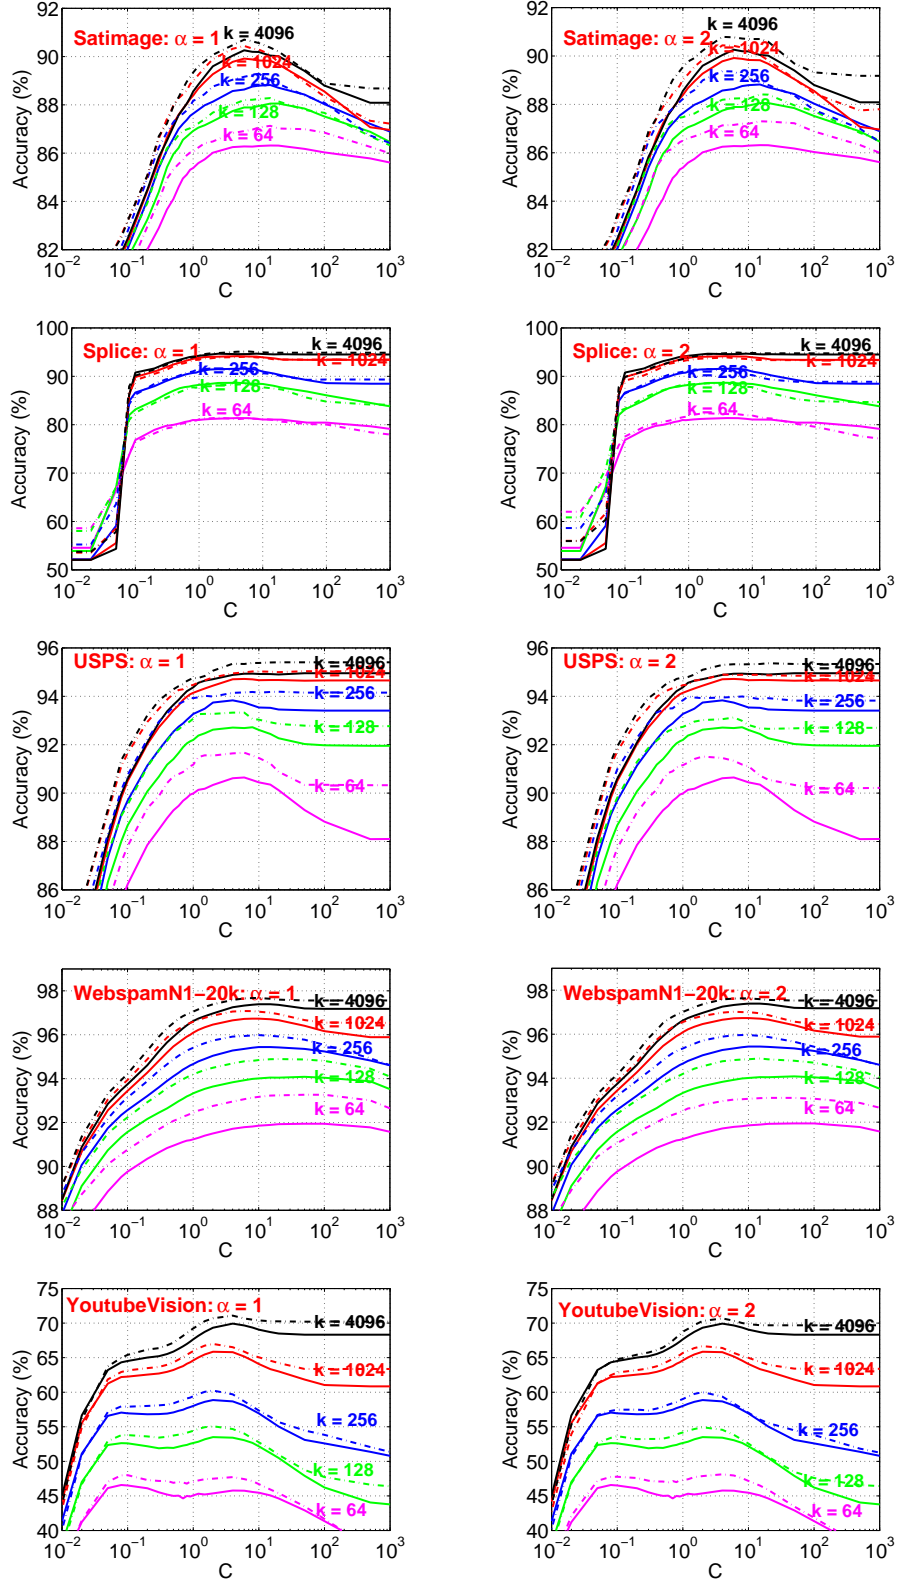 Satimage: α = 1
k = 4096
k = 1024
k = 256
k = 128
k = 64
Accuracy (%)
92
90
88
86
84
82
10^−2 10^−1 10^0 10^1 10^2 10^3
C
Satimage: α = 2
k = 4096
k = 1024
k = 256
k = 128
k = 64
Accuracy (%)
92
90
88
86
84
82
10^−2 10^−1 10^0 10^1 10^2 10^3
C
Splice: α = 1
k = 4096
k = 1024
k = 256
k = 128
k = 64
Accuracy (%)
100
90
80
70
60
50
10^−2 10^−1 10^0 10^1 10^2 10^3
C
Splice: α = 2
k = 4096
k = 1024
k = 256
k = 128
k = 64
Accuracy (%)
100
90
80
70
60
50
10^−2 10^−1 10^0 10^1 10^2 10^3
C
USPS: α = 1
k = 4096
k = 1024
k = 256
k = 128
k = 64
Accuracy (%)
96
94
92
90
88
86
10^−2 10^−1 10^0 10^1 10^2 10^3
C
USPS: α = 2
k = 4096
k = 1024
k = 256
k = 128
k = 64
Accuracy (%)
96
94
92
90
88
86
10^−2 10^−1 10^0 10^1 10^2 10^3
C
WebspamN1−20k: α = 1
k = 4096
k = 1024
k = 256
k = 128
k = 64
Accuracy (%)
98
96
94
92
90
88
10^−2 10^−1 10^0 10^1 10^2 10^3
C
WebspamN1−20k: α = 2
k = 4096
k = 1024
k = 256
k = 128
k = 64
Accuracy (%)
98
96
94
92
90
88
10^−2 10^−1 10^0 10^1 10^2 10^3
C
YoutubeVision: α = 1
k = 4096
k = 1024
k = 256
k = 128
k = 64
Accuracy (%)
75
70
65
60
55
50
45
40
10^−2 10^−1 10^0 10^1 10^2 10^3
C
YoutubeVision: α = 2
k = 4096
k = 1024
k = 256
k = 128
k = 64
Accuracy (%)
75
70
65
60
55
50
45
40
10^−2 10^−1 10^0 10^1 10^2 10^3
C